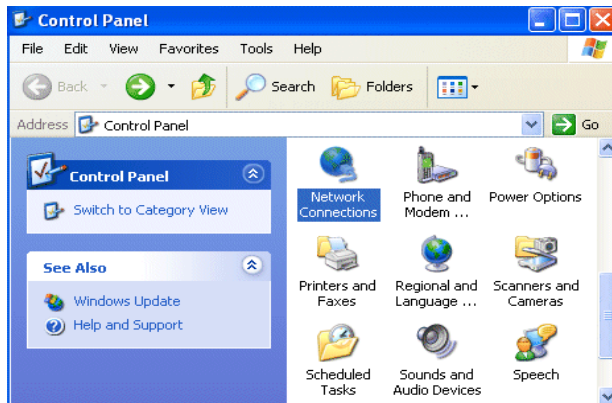 Control Panel
File Edit View Favorites Tools Help
Back Search Folders
Address Control Panel Go
Control Panel
Switch to Category View
See Also
Windows Update
Help and Support
Network
Connections
Phone and
Modem ...
Power Options
Printers and
Faxes
Regional and
Language ...
Scanners and
Cameras
Scheduled
Tasks
Sounds and
Audio Devices
Speech